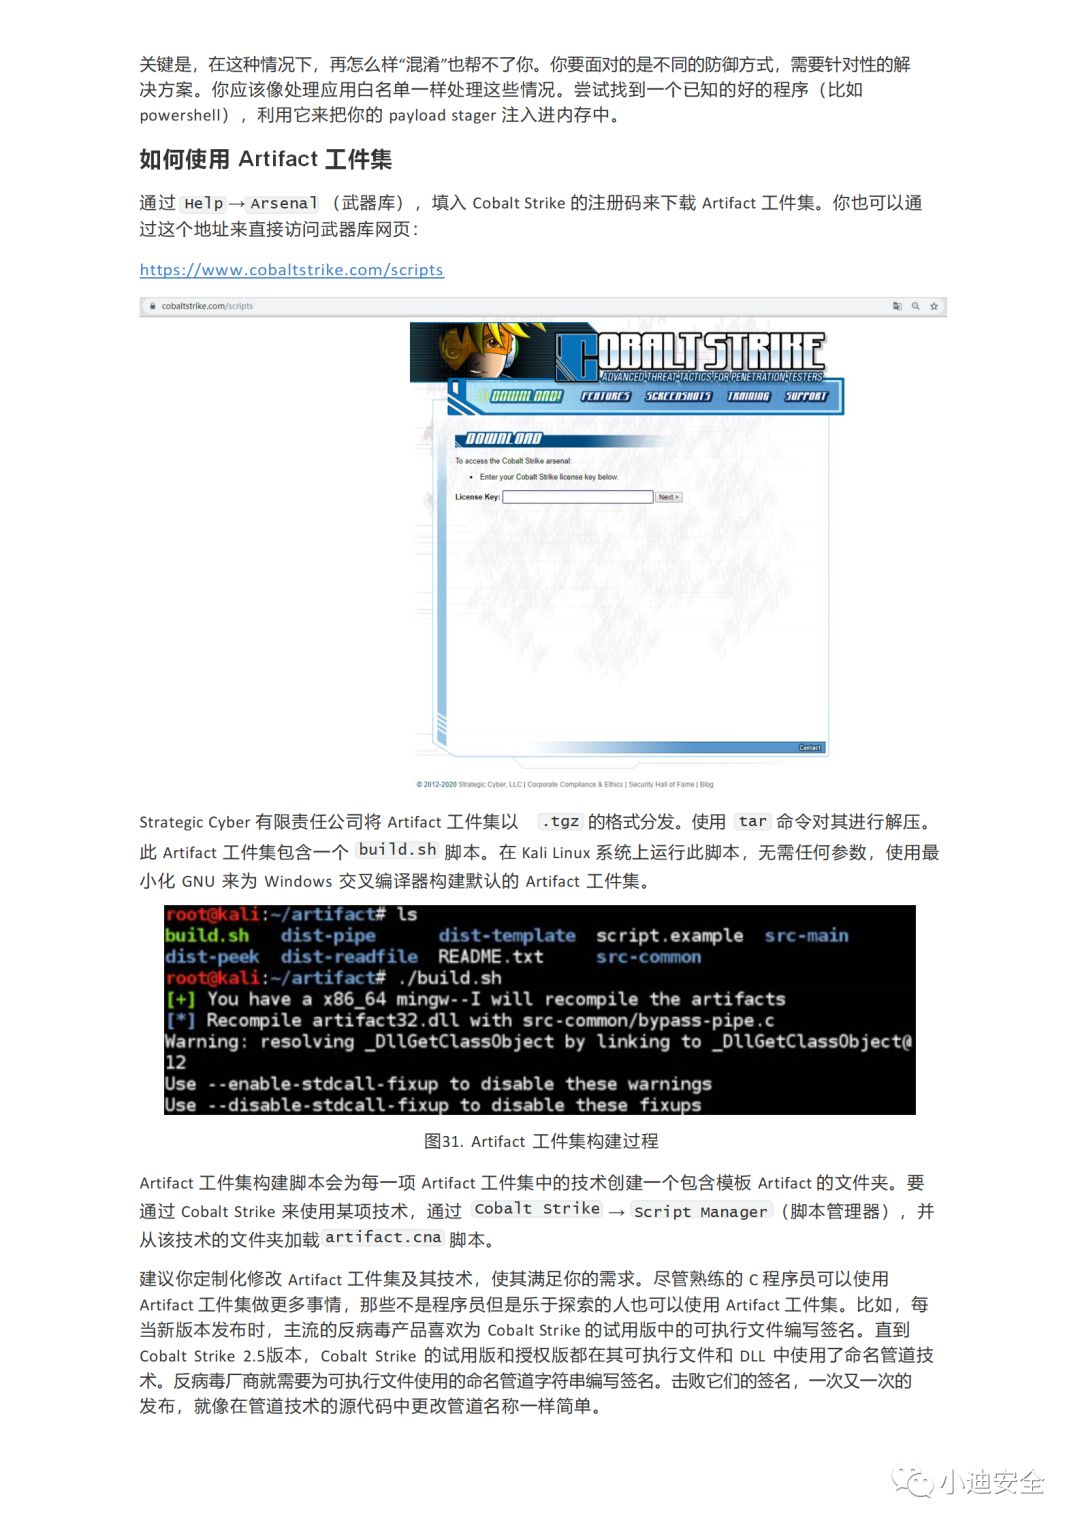 关键是，在这种情况下，再怎么样“混淆”也帮不了你。你要面对的是不同的防御方式，需要针对性的解
决方案。你应该像处理应用白名单一样处理这些情况。尝试找到一个已知的好的程序（比如
powershell），利用它来把你的 payload stager 注入进内存中。
如何使用 Artifact 工件集
通过 Help→Arsenal （武器库），填入 Cobalt Strike 的注册码来下载 Artifact 工件集。你也可以通
过这个地址来直接访问武器库网页：
https://www.cobaltstrike.com/scripts
cobaltstrike.com/scripts
COBALT STRIKE
ADVANCED THREAT TACTICS FOR PENETRATION TESTERS
DOWNLOAD! FEATURES SCREENSHOTS TRAINING SUPPORT
DOWNLOAD
To access the Cobalt Strike arsenal:
• Enter your Cobalt Strike license key below.
License Key: Next >
Contact
© 2012-2020 Strategic Cyber, LLC | Corporate Compliance & Ethics | Security Hall of Fame | Blog
Strategic Cyber 有限责任公司将 Artifact 工件集以 .tgz 的格式分发。使用 tar 命令对其进行解压。
此 Artifact 工件集包含一个 build.sh 脚本。在 Kali Linux 系统上运行此脚本，无需任何参数，使用最
小化 GNU 来为 Windows 交叉编译器构建默认的 Artifact 工件集。
root@kali:~/artifact# ls
build.sh dist-pipe dist-template script.example src-main
dist-peek dist-readfile README.txt src-common
root@kali:~/artifact# ./build.sh
[+] You have a x86_64 mingw--I will recompile the artifacts
[*] Recompile artifact32.dll with src-common/bypass-pipe.c
Warning: resolving _DllGetClassObject by linking to _DllGetClassObject@
12
Use --enable-stdcall-fixup to disable these warnings
Use --disable-stdcall-fixup to disable these fixups
图31. Artifact 工件集构建过程
Artifact 工件集构建脚本会为每一项 Artifact 工件集中的技术创建一个包含模板 Artifact 的文件夹。要
通过 Cobalt Strike 来使用某项技术，通过 Cobalt Strike → Script Manager（脚本管理器），并
从该技术的文件夹加载 artifact.cna 脚本。
建议你定制化修改 Artifact 工件集及其技术，使其满足你的需求。尽管熟练的 C 程序员可以使用
Artifact 工件集做更多事情，那些不是程序员但是乐于探索的人也可以使用 Artifact 工件集。比如，每
当新版本发布时，主流的反病毒产品喜欢为 Cobalt Strike 的试用版中的可执行文件编写签名。直到
Cobalt Strike 2.5版本，Cobalt Strike 的试用版和授权版都在其可执行文件和 DLL 中使用了命名管道技
术。反病毒厂商就需要为可执行文件使用的命名管道字符串编写签名。击败它们的签名，一次又一次的
发布，就像在管道技术的源代码中更改管道名称一样简单。
小迪安全